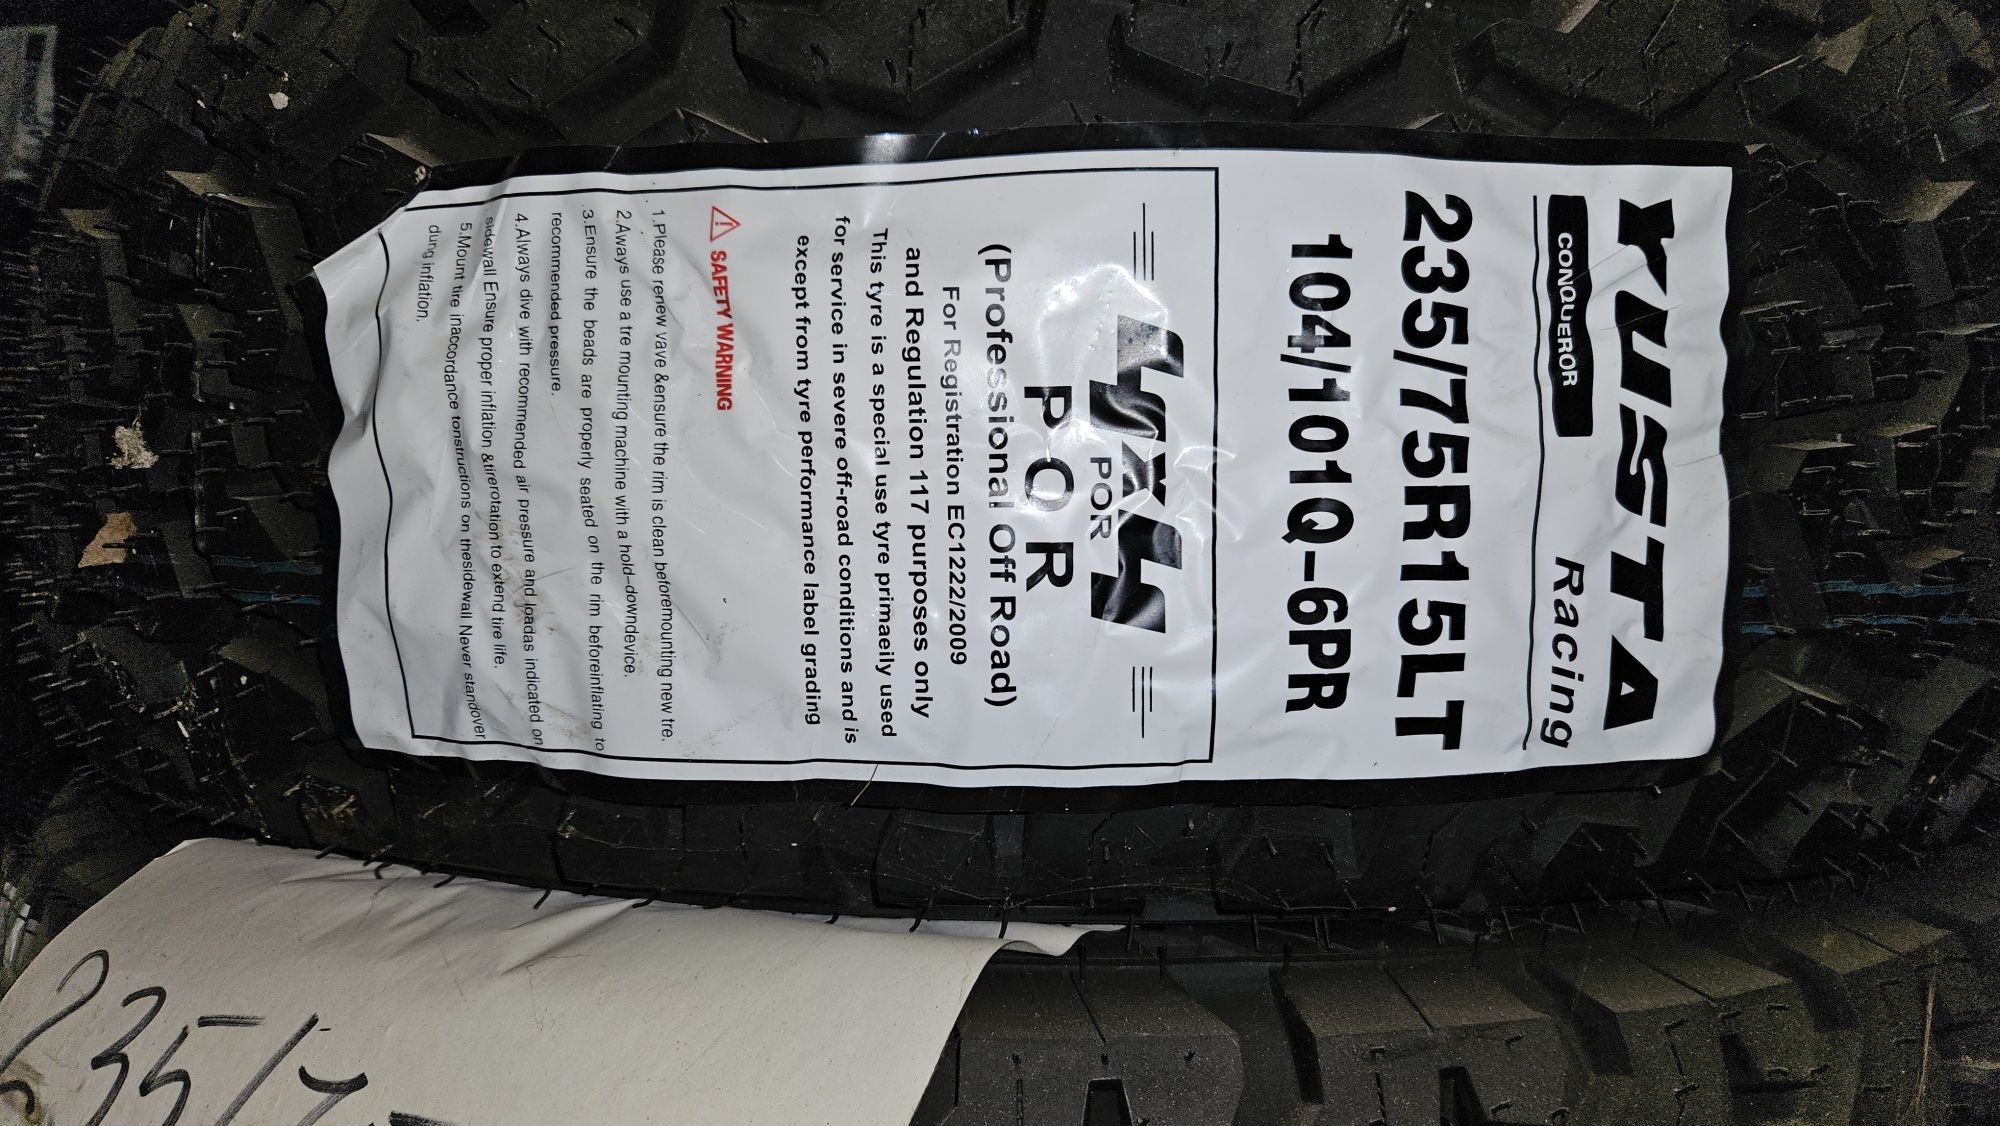 YUSTA
CONQUEROR
Racing
235/75R15LT
104/101Q-6PR
POR
POR
(Professional Off Road)
For Registration EC1222/2009
and Regulation 117 purposes only
This tyre is a special use tyre primaeily used
for service in severe off-road conditions and is
except from tyre performance label grading
SAFETY WARNING
1.Please renew vave &ensure the rim is clean beforemounting new tre.
2.Aways use a tre mounting machine with a hold-downdevice.
3.Ensure the beads are properly seated on the rim beforeinflating to
recommended pressure.
4.Always dive with recommended air pressure and loadas indicated on
sidewall Ensure proper inflation &tirerotation to extend tire life.
5.Mount tire inaccordance tonstructions on thesidewall Never standover
durig inflation.
235/7